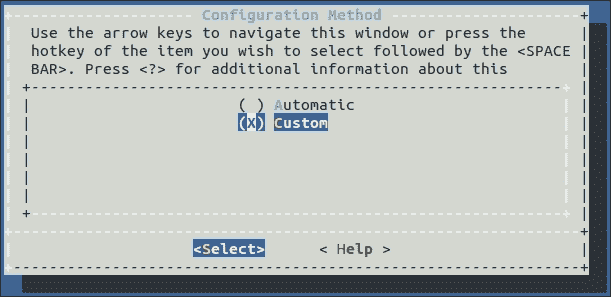 Configuration Method
Use the arrow keys to navigate this window or press the
hotkey of the item you wish to select followed by the <SPACE
BAR>. Press <?> for additional information about this
( ) Automatic
(X) Custom
<Select> < Help >